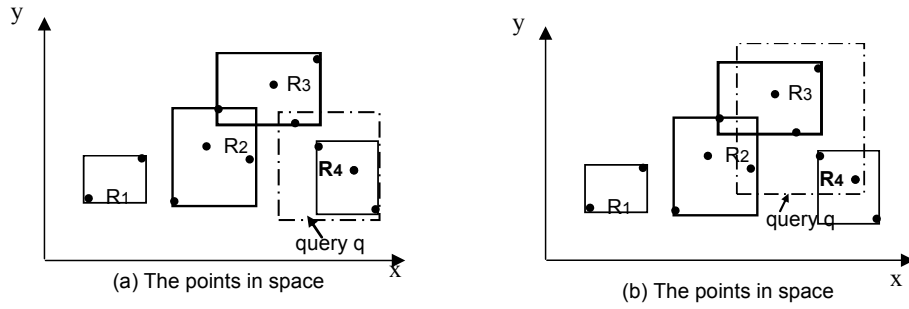 y
R3
R2
R4
R1
query q
x
(a) The points in space
y
R3
R2
R4
R1
query q
x
(b) The points in space